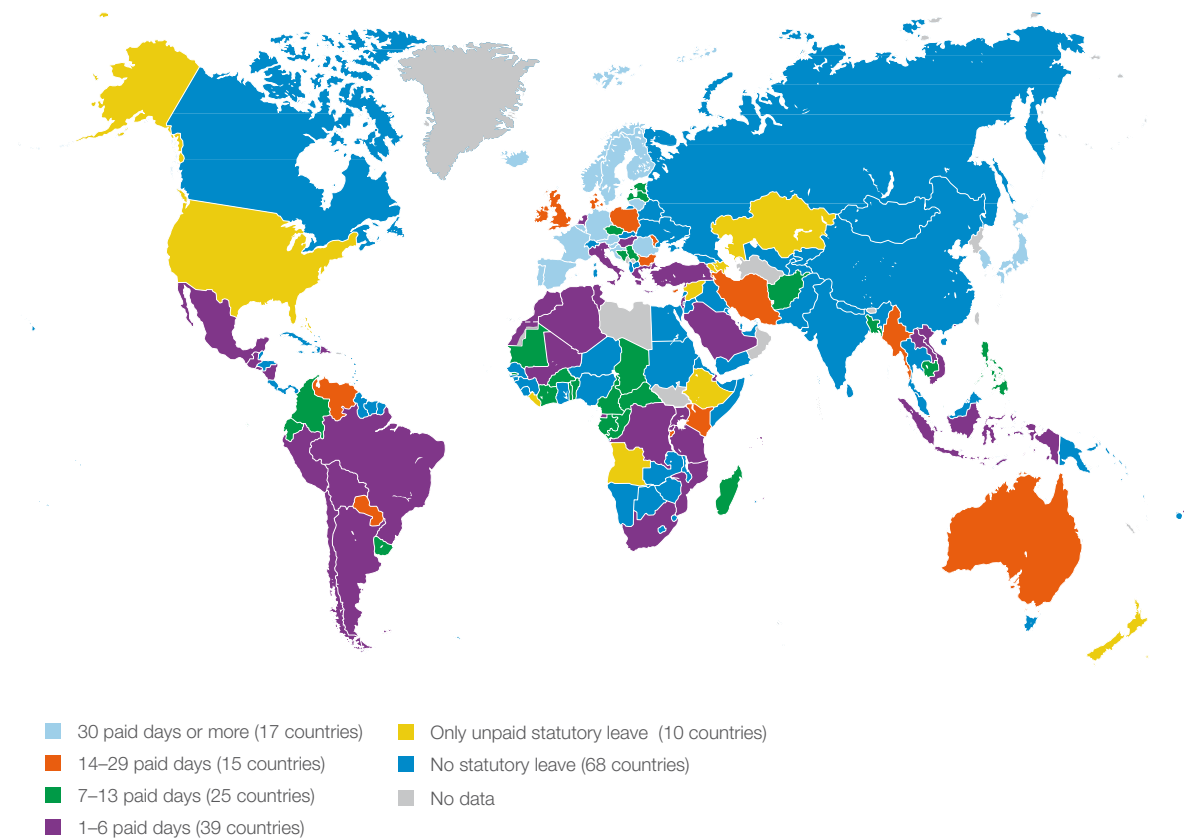 30 paid days or more (17 countries)
14–29 paid days (15 countries)
7–13 paid days (25 countries)
1–6 paid days (39 countries)
Only unpaid statutory leave  (10 countries)
No statutory leave (68 countries)
No data